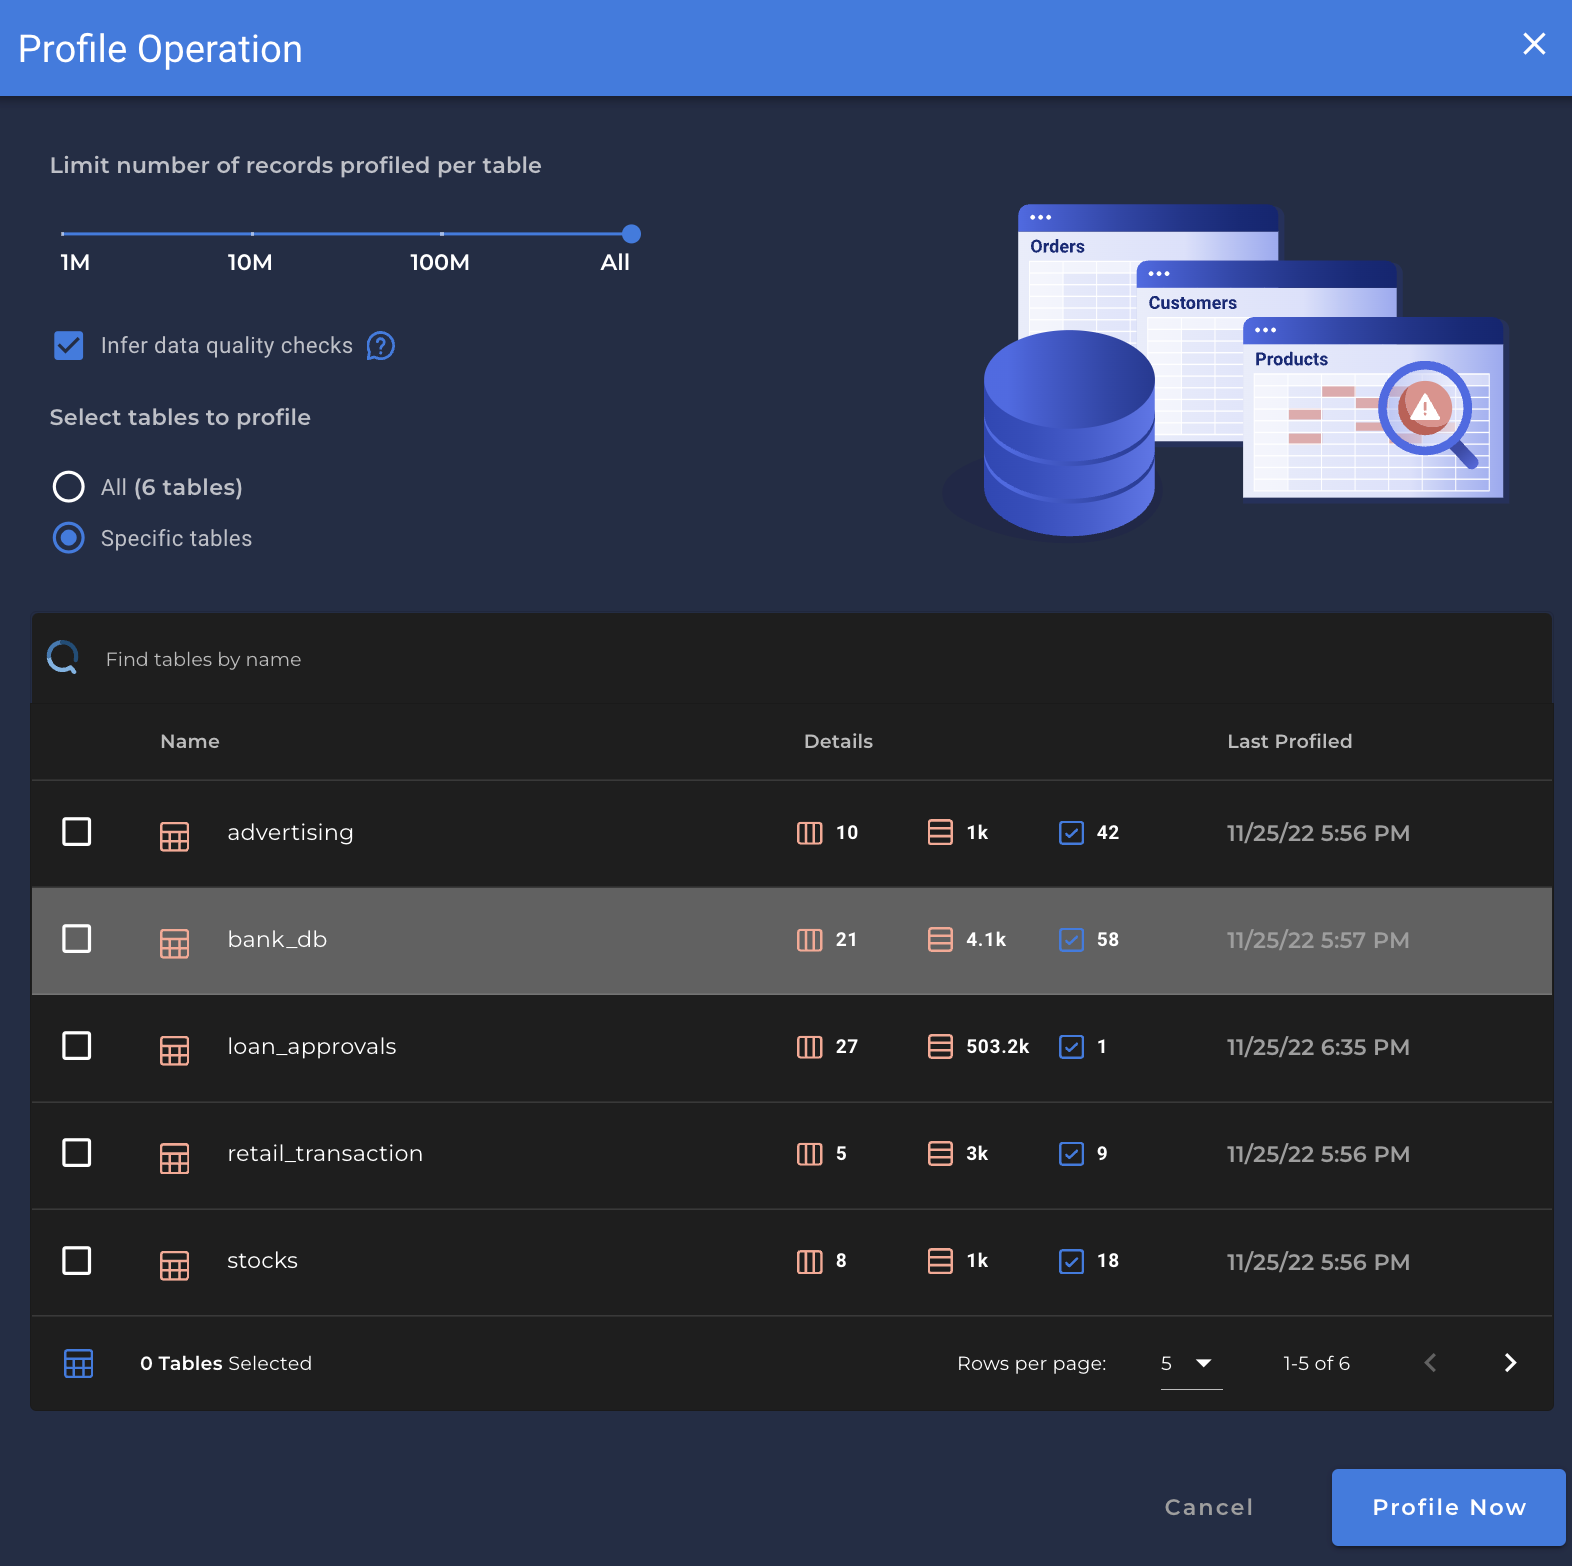 Profile Operation
Limit number of records profiled per table
1M 10M 100M All
Orders
Customers
Products
Infer data quality checks
Select tables to profile
All (6 tables)
Specific tables
Find tables by name
Name Details Last Profiled
advertising 10 1k 42 11/25/22 5:56 PM
bank_db 21 4.1k 58 11/25/22 5:57 PM
loan_approvals 27 503.2k 1 11/25/22 6:35 PM
retail_transaction 5 3k 9 11/25/22 5:56 PM
stocks 8 1k 18 11/25/22 5:56 PM
0 Tables Selected Rows per page: 5 1-5 of 6
Cancel Profile Now